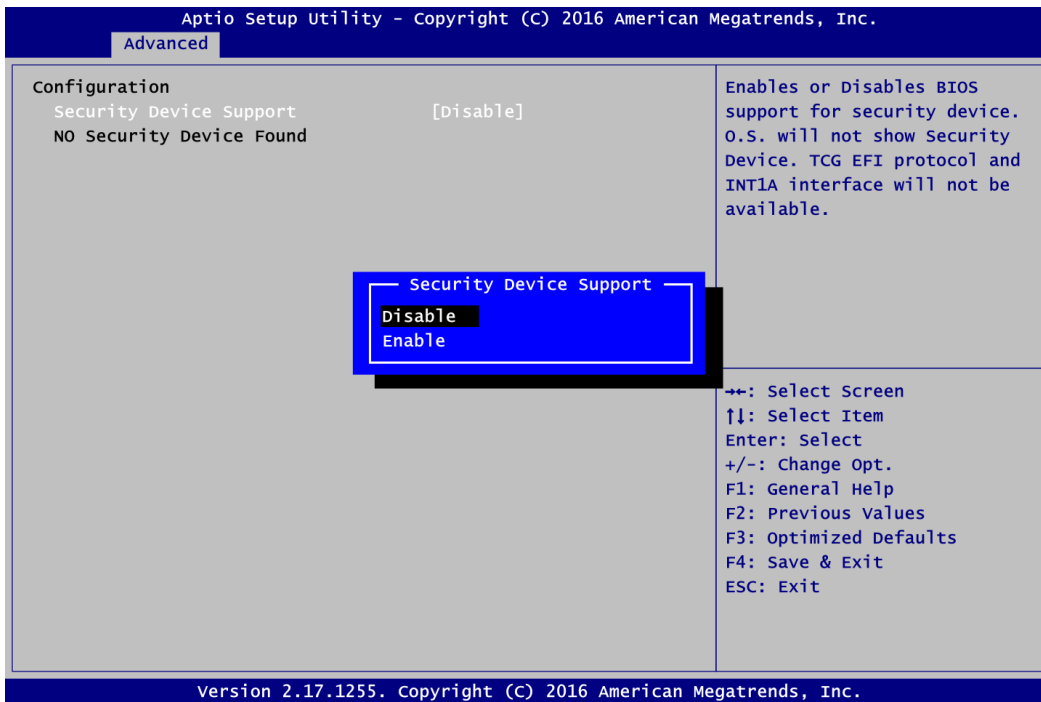 Aptio Setup Utility - Copyright (C) 2016 American Megatrends, Inc.
Advanced
Configuration
Security Device Support [Disable]
NO Security Device Found
Enables or Disables BIOS
support for security device.
O.S. will not show Security
Device. TCG EFI protocol and
INT1A interface will not be
available.
Security Device Support
Disable
Enable
→←: Select Screen
↑↓: Select Item
Enter: Select
+/-: Change Opt.
F1: General Help
F2: Previous Values
F3: Optimized Defaults
F4: Save & Exit
ESC: Exit
Version 2.17.1255. Copyright (C) 2016 American Megatrends, Inc.